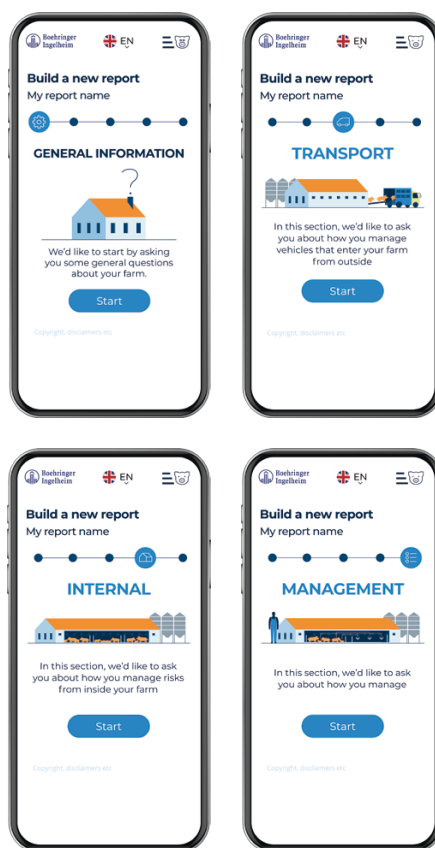 Boehringer
Ingelheim
EN
Build a new report
My report name
GENERAL INFORMATION
We'd like to start by asking
you some general questions
about your farm.
Start
Copyright, disclaimers etc
Boehringer
Ingelheim
EN
Build a new report
My report name
TRANSPORT
In this section, we'd like to ask
you about how you manage
vehicles that enter your farm
from outside
Start
Copyright, disclaimers etc
Boehringer
Ingelheim
EN
Build a new report
My report name
INTERNAL
In this section, we'd like to ask
you about how you manage risks
from inside your farm
Start
Copyright, disclaimers etc
Boehringer
Ingelheim
EN
Build a new report
My report name
MANAGEMENT
In this section, we'd like to ask
you about how you manage
Start
Copyright, disclaimers etc